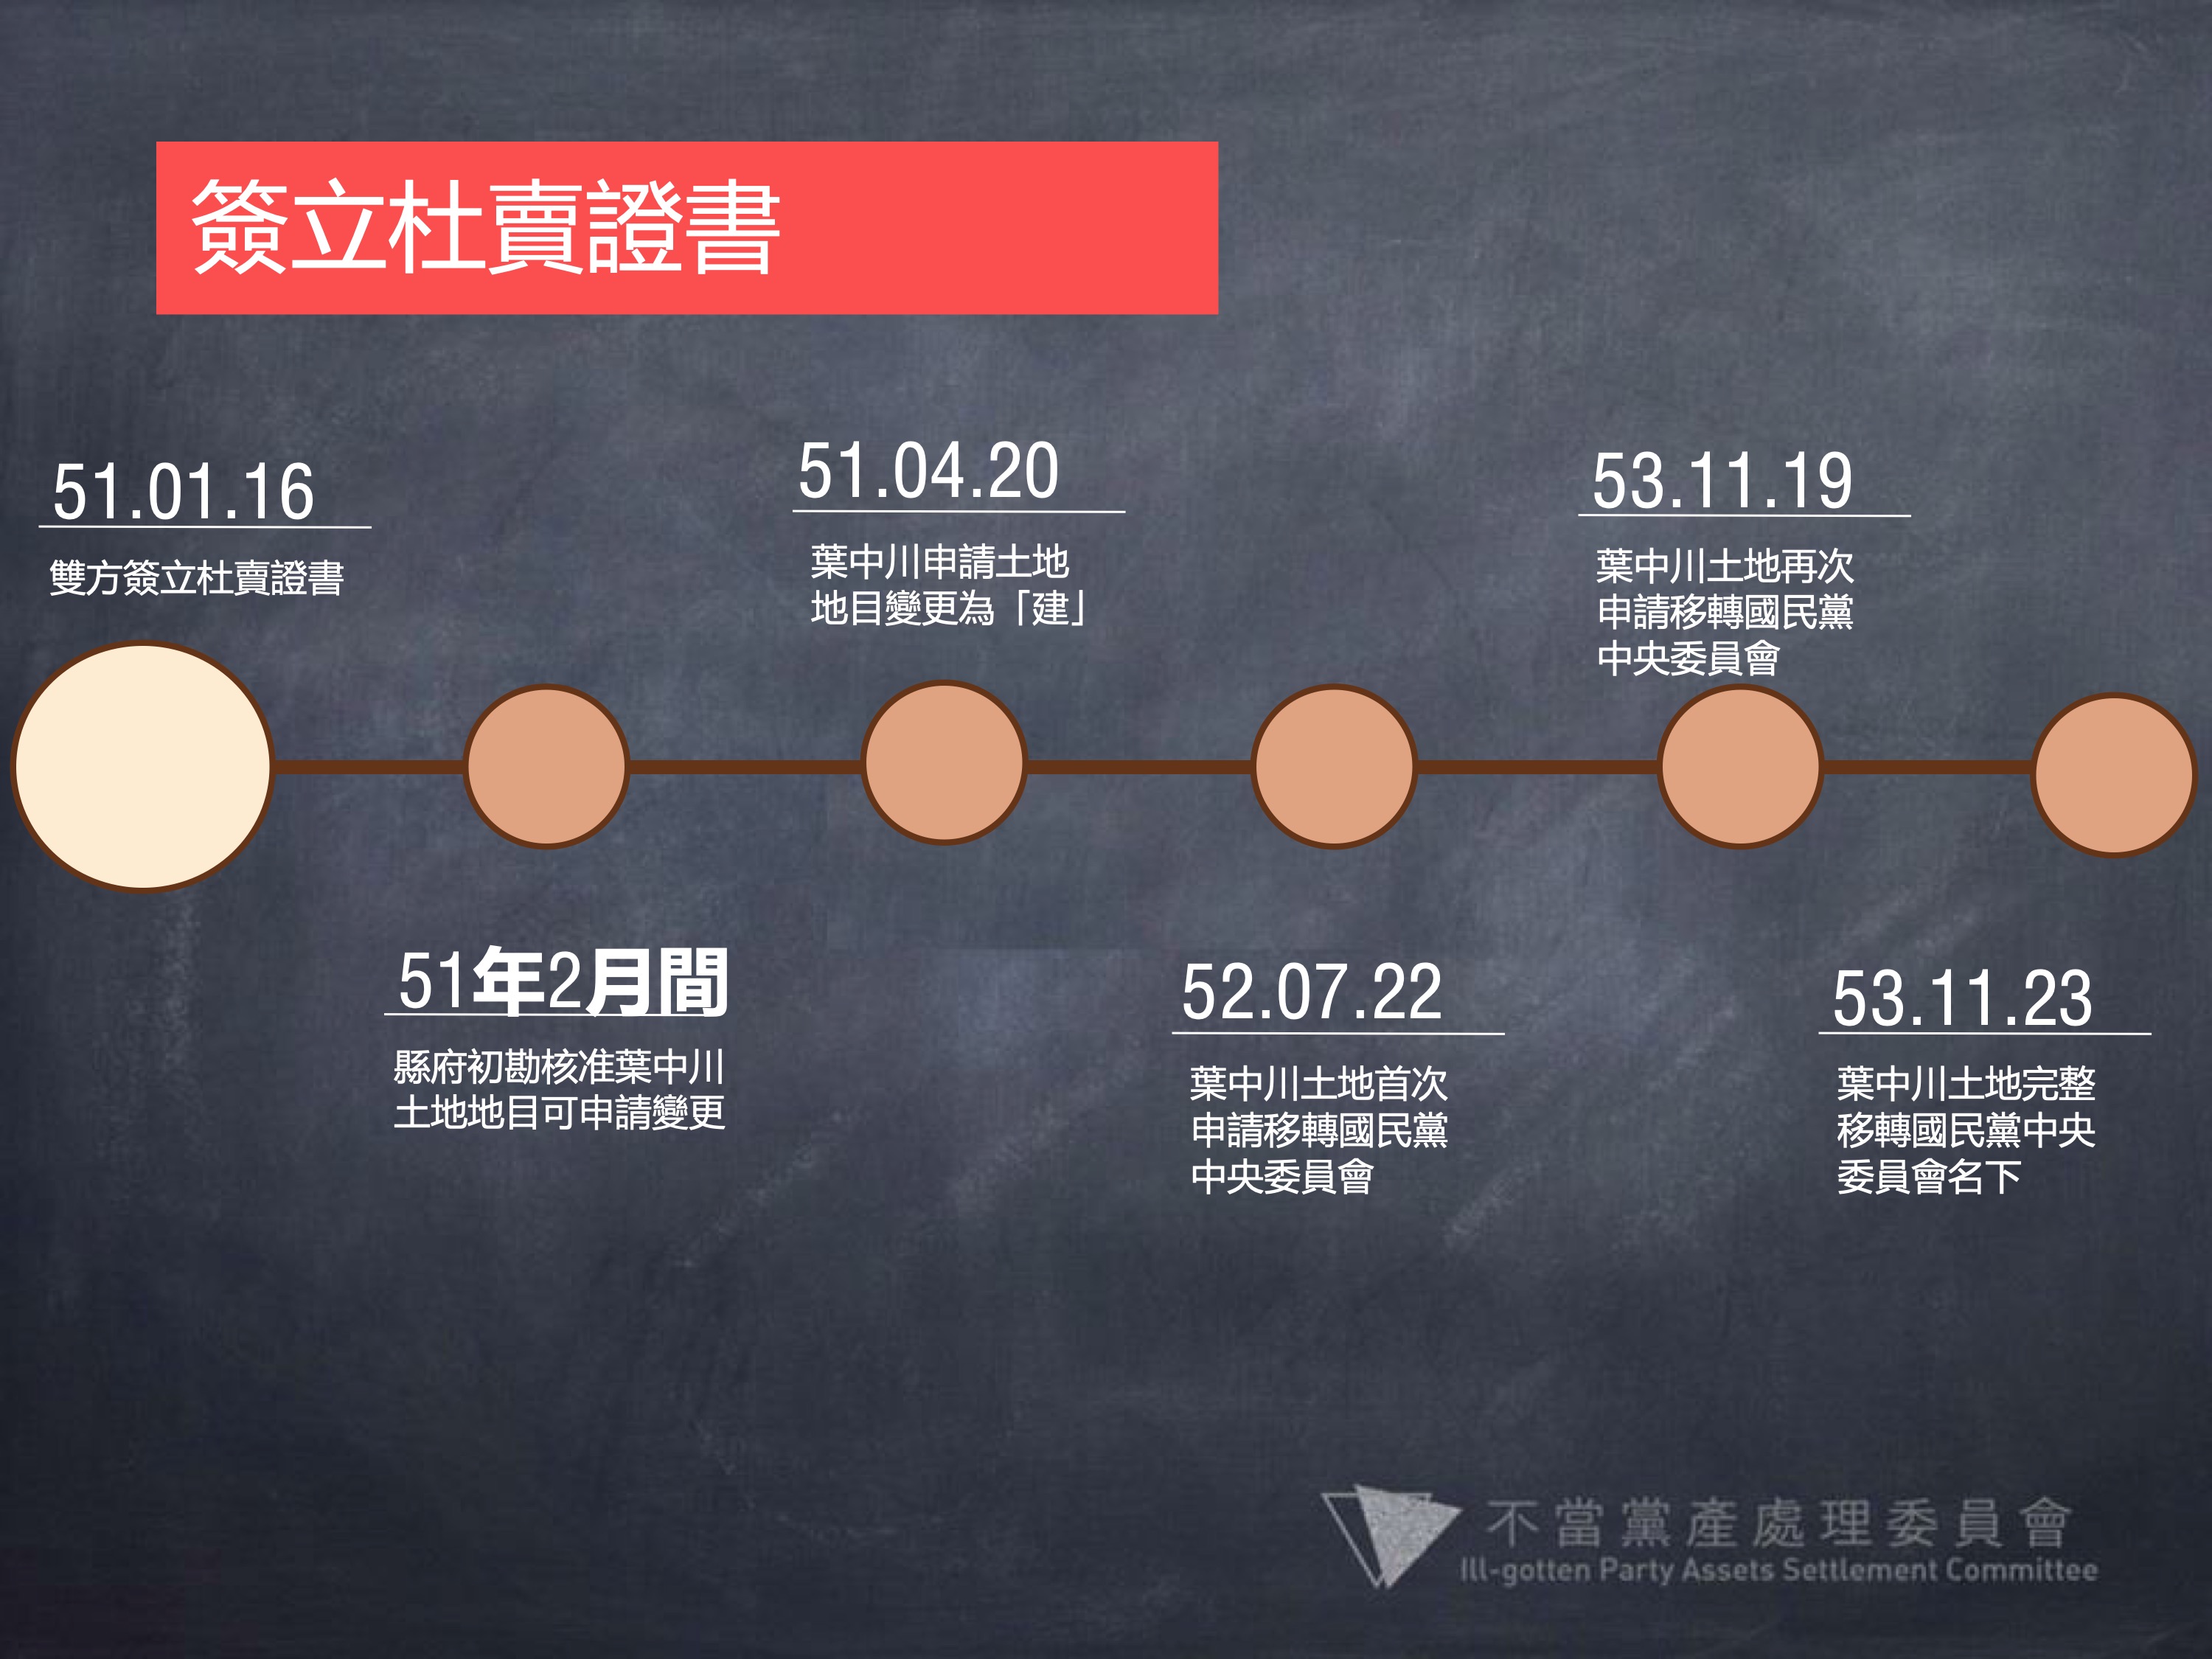 簽立杜賣證書
51.01.16
雙方簽立杜賣證書
51年2月間
縣府初勘核准葉中川
土地地目可申請變更
51.04.20
葉中川申請土地
地目變更為「建」
52.07.22
葉中川土地首次
申請移轉國民黨
中央委員會
53.11.19
葉中川土地再次
申請移轉國民黨
中央委員會
53.11.23
葉中川土地完整
移轉國民黨中央
委員會名下
不當黨產處理委員會
Ill-gotten Party Assets Settlement Committee